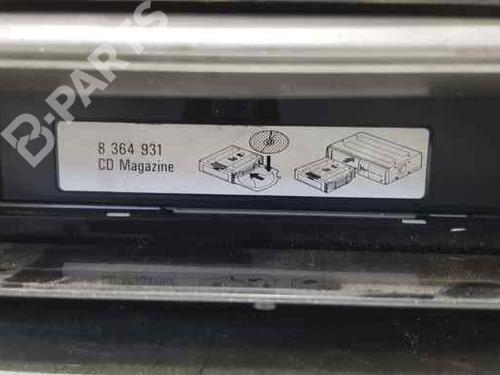 B-PARTS
8 364 931
CD Magazine